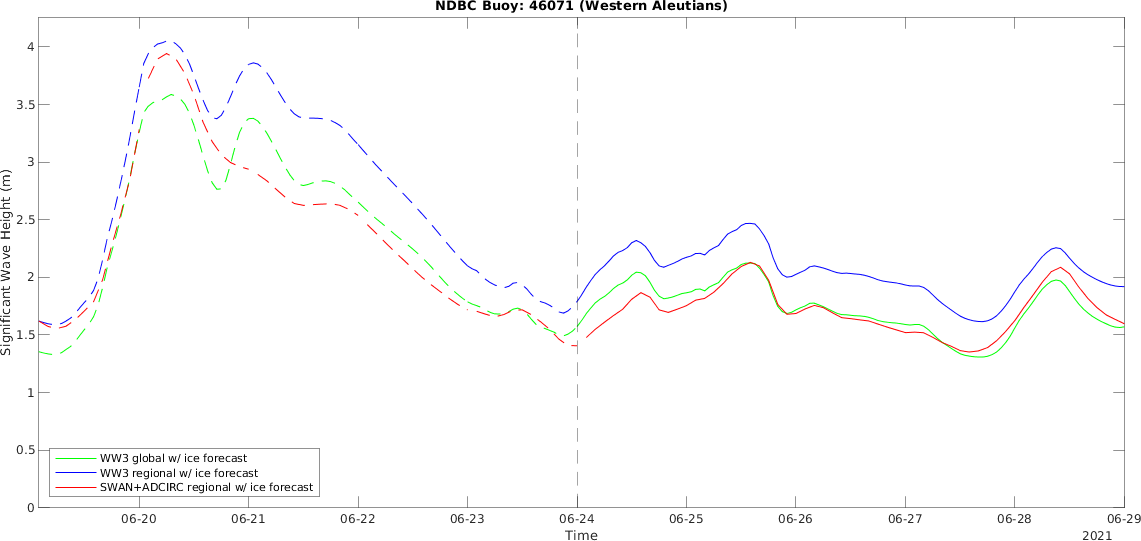 NDBC Buoy: 46071 (Western Aleutians)
4
3.5
3
2.5
2
1.5
1
0.5
0
Significant Wave Height (m)
WW3 global w/ ice forecast
WW3 regional w/ ice forecast
SWAN+ADCIRC regional w/ ice forecast
06-20 06-21 06-22 06-23 06-24 06-25 06-26 06-27 06-28 06-29
Time
2021